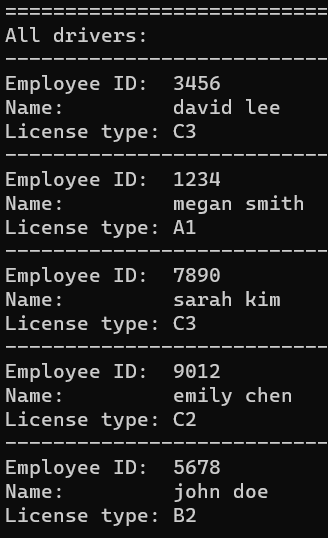 ===========================
All drivers:
---------------------------
Employee ID:  3456
Name:         david lee
License type: C3
---------------------------
Employee ID:  1234
Name:         megan smith
License type: A1
---------------------------
Employee ID:  7890
Name:         sarah kim
License type: C3
---------------------------
Employee ID:  9012
Name:         emily chen
License type: C2
---------------------------
Employee ID:  5678
Name:         john doe
License type: B2